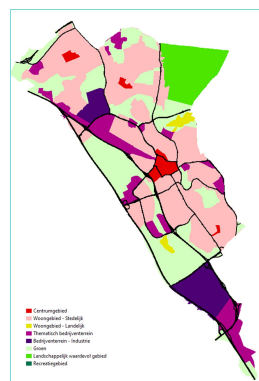 Centrumgebied
Woongebied - Stedelijk
Woongebied - Landelijk
Thematisch bedrijventerrein
Bedrijventerrein - Industrie
Groen
Landschappelijk waardevol gebied
Recreatiegebied